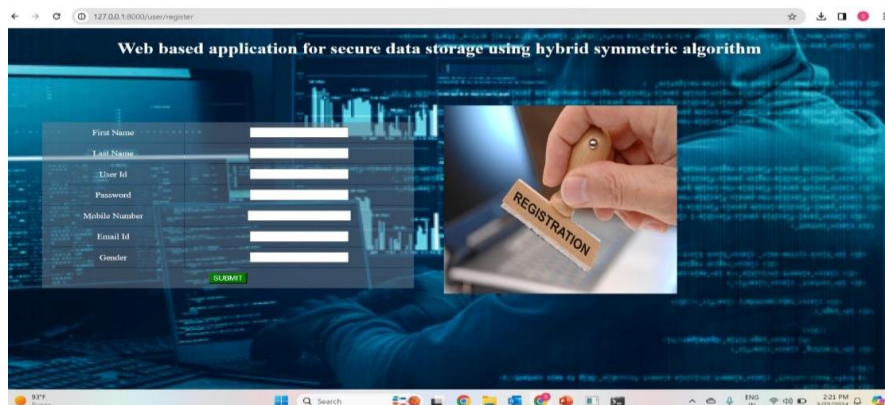 127.0.0.1:8000/user/register
Web based application for secure data storage using hybrid symmetric algorithm
First Name
Last Name
User Id
Password
Mobile Number
Email Id
Gender
SUBMIT
REGISTRATION
93°F
Search
ENG
IN
2:21 PM